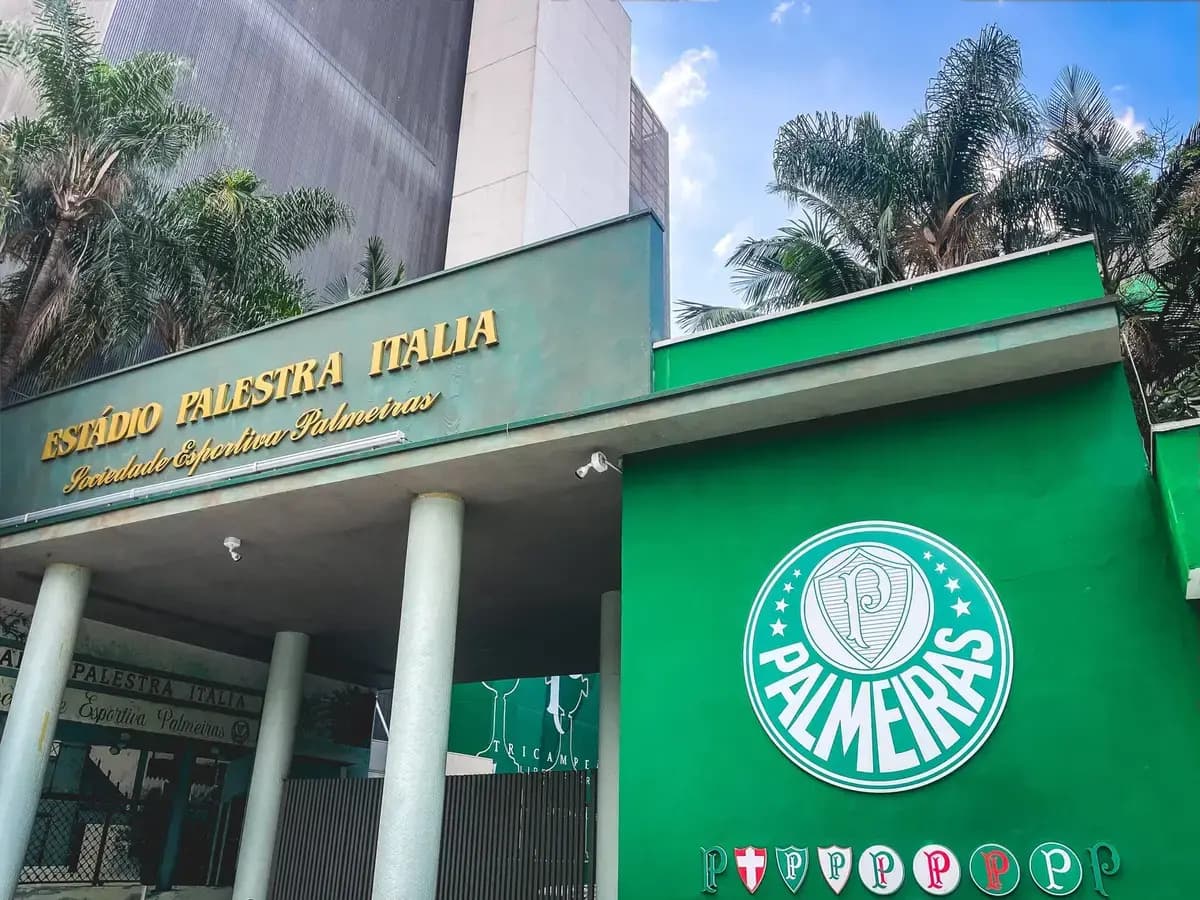 ESTÁDIO PALESTRA ITALIA
Sociedade Esportiva Palmeiras
PALESTRA ITALIA
Esportiva Palmeiras
P
PALMEIRAS
P P P P P P P P